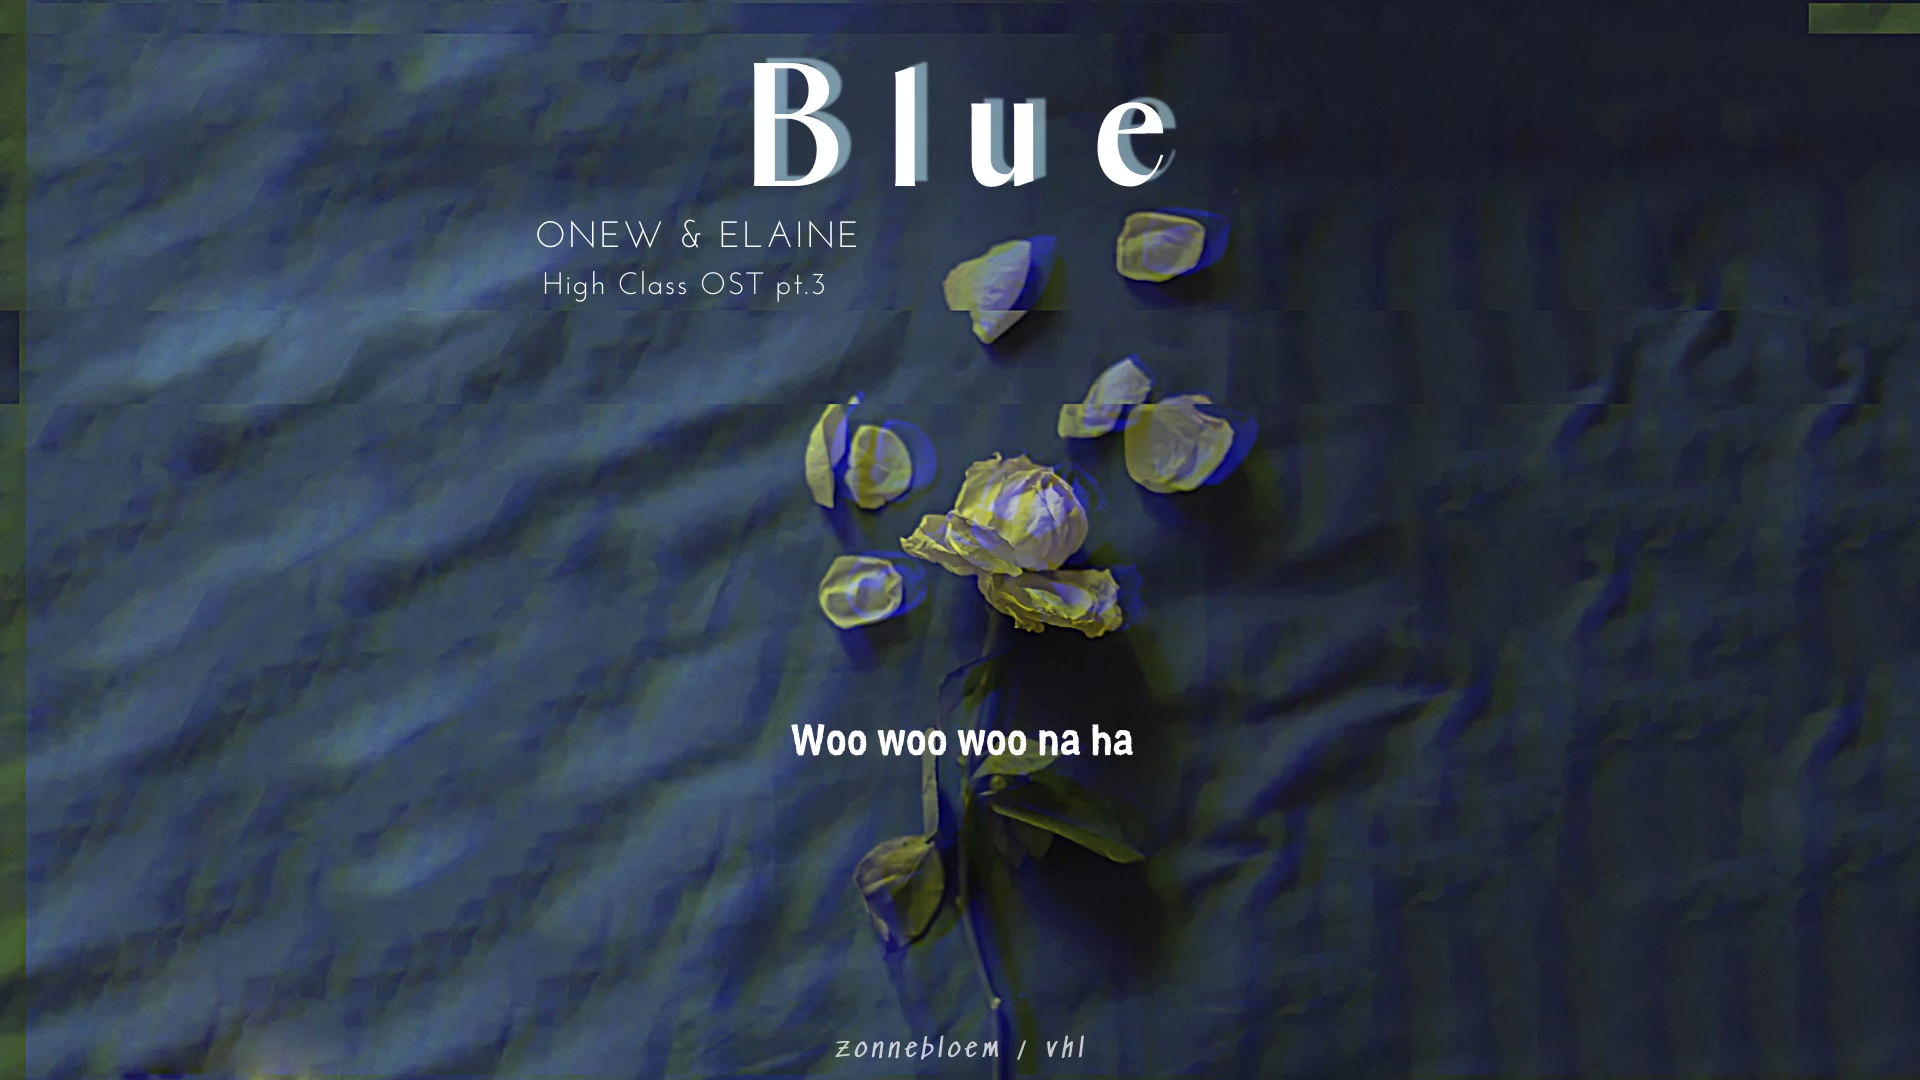 Blue
ONEW & ELAINE
High Class OST pt.3
Woo woo woo na ha
zonnebloem / vhl